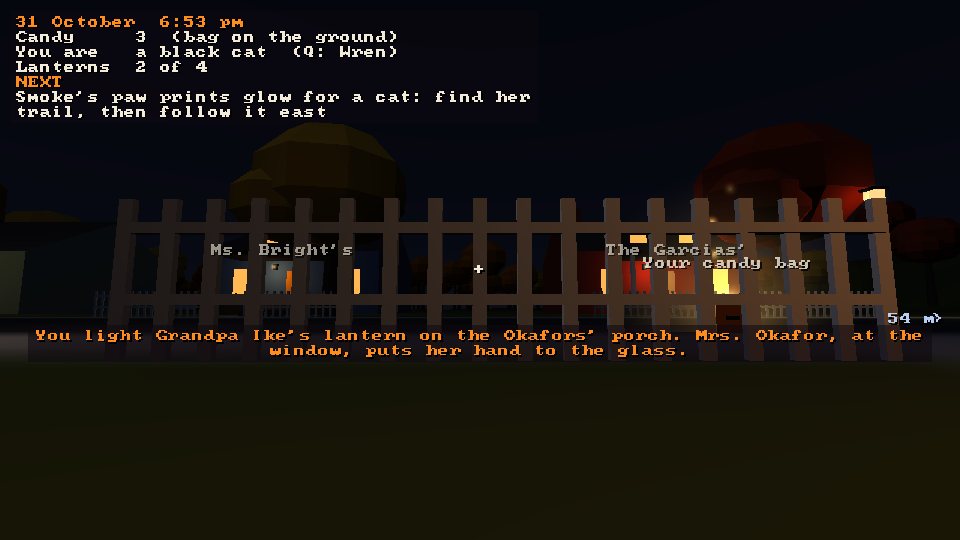 31 October  6:53 pm
Candy     3  (bag on the ground)
You are   a black cat  (Q: Wren)
Lanterns  2 of 4
NEXT
Smoke's paw prints glow for a cat: find her
trail, then follow it east
Ms. Bright's
The Garcias'
Your candy bag
54 m>
You light Grandpa Ike's lantern on the Okafors' porch. Mrs. Okafor, at the
window, puts her hand to the glass.